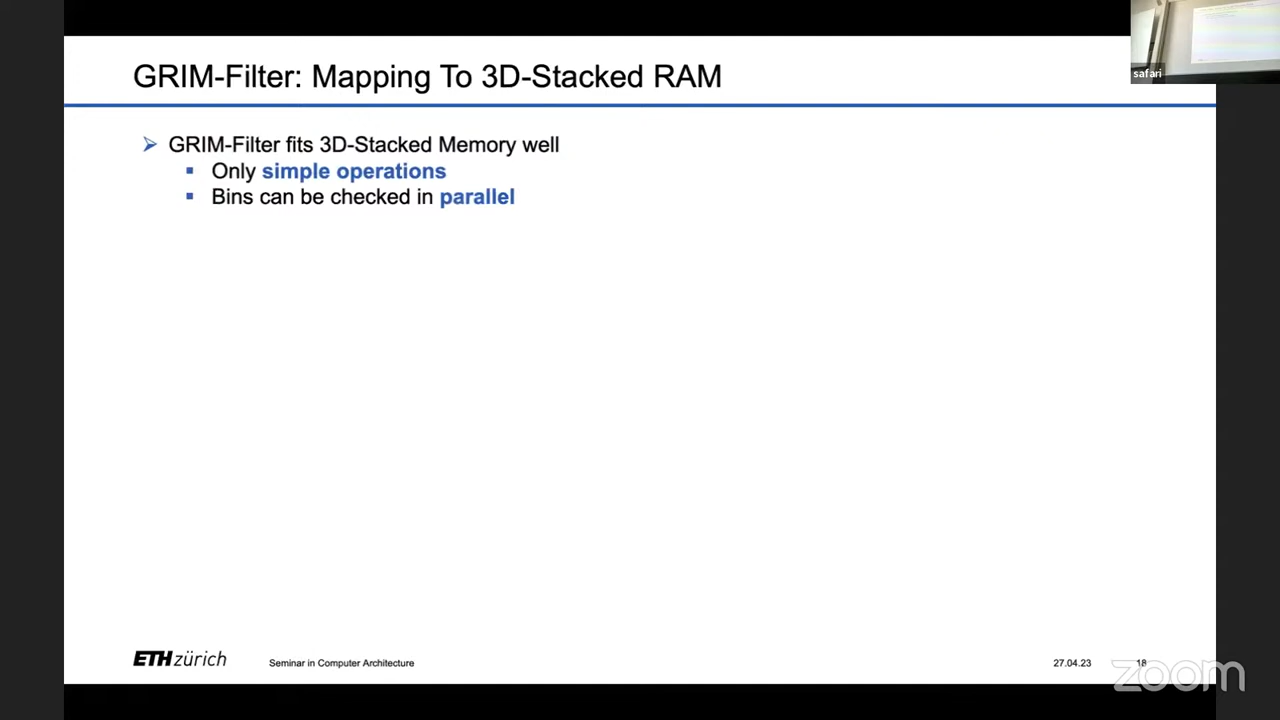 safari
GRIM-Filter: Mapping To 3D-Stacked RAM
GRIM-Filter fits 3D-Stacked Memory well
Only simple operations
Bins can be checked in parallel
ETH zürich
Seminar in Computer Architecture
27.04.23
18
zoom